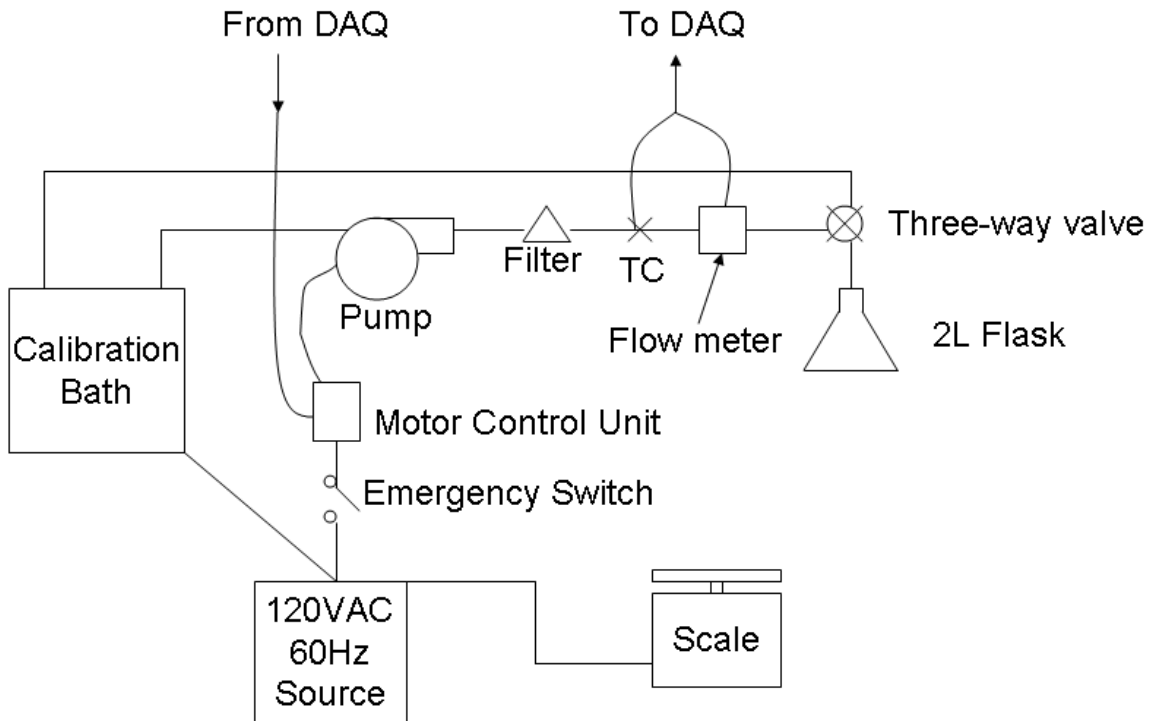 From DAQ
To DAQ
Three-way valve
Filter
TC
Pump
Flow meter
2L Flask
Calibration
Bath
Motor Control Unit
Emergency Switch
120VAC
60Hz
Source
Scale